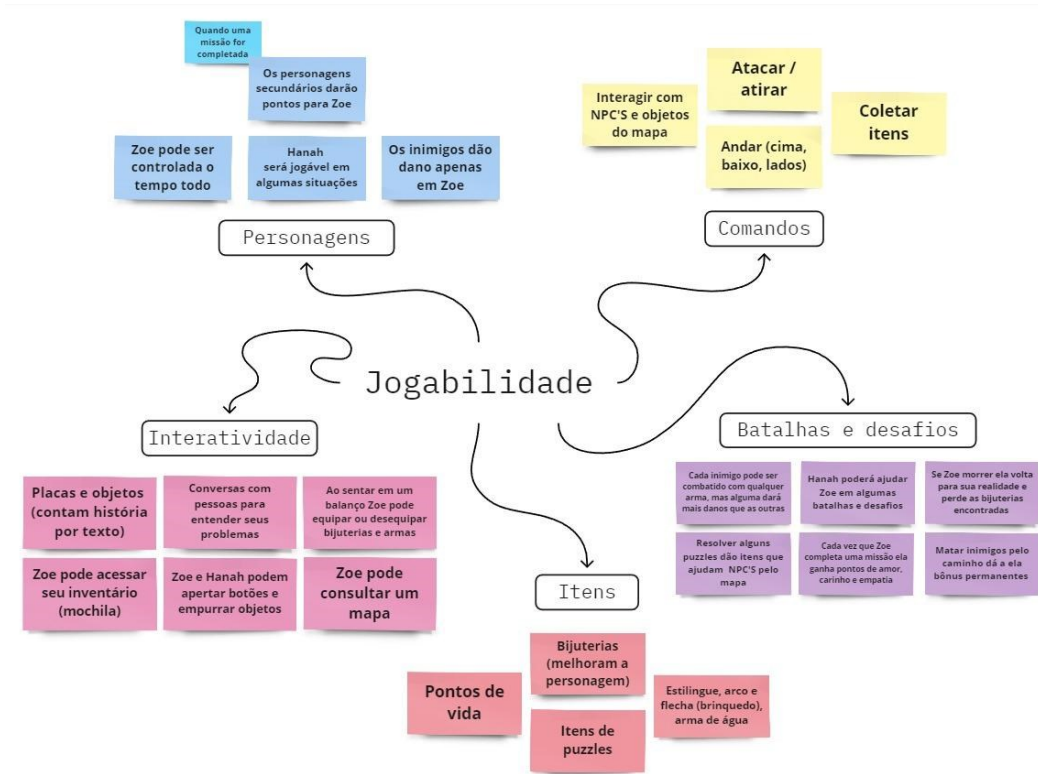 Quando uma
missão for
completada
Os personagens
secundários darão
pontos para Zoe
Zoe pode ser
controlada o
tempo todo
Hanah
será jogável em
algumas situações
Os inimigos dão
dano apenas
em Zoe
Personagens
Interagir com
NPC'S e objetos
do mapa
Atacar /
atirar
Andar (cima,
baixo, lados)
Coletar
itens
Comandos
Jogabilidade
Interatividade
Placas e objetos
(contam história
por texto)
Conversas com
pessoas para
entender seus
problemas
Ao sentar em um
balanço Zoe pode
equipar ou desequipar
bijuterias e armas
Zoe pode acessar
seu inventário
(mochila)
Zoe e Hanah podem
apertar botões e
empurrar objetos
Zoe pode
consultar um
mapa
Batalhas e desafios
Cada inimigo pode ser
combatido com qualquer
arma, mas alguma dará
mais danos que as outras
Hanah poderá ajudar
Zoe em algumas
batalhas e desafios
Se Zoe morrer ela volta
para sua realidade e
perde as bijuterias
encontradas
Resolver alguns
puzzles dão itens que
ajudam NPC'S pelo
mapa
Cada vez que Zoe
completa uma missão ela
ganha pontos de amor,
carinho e empatia
Matar inimigos pelo
caminho dá a ela
bônus permanentes
Itens
Pontos de
vida
Bijuterias
(melhoram a
personagem)
Itens de
puzzles
Estilingue, arco e
flecha (brinquedo),
arma de água